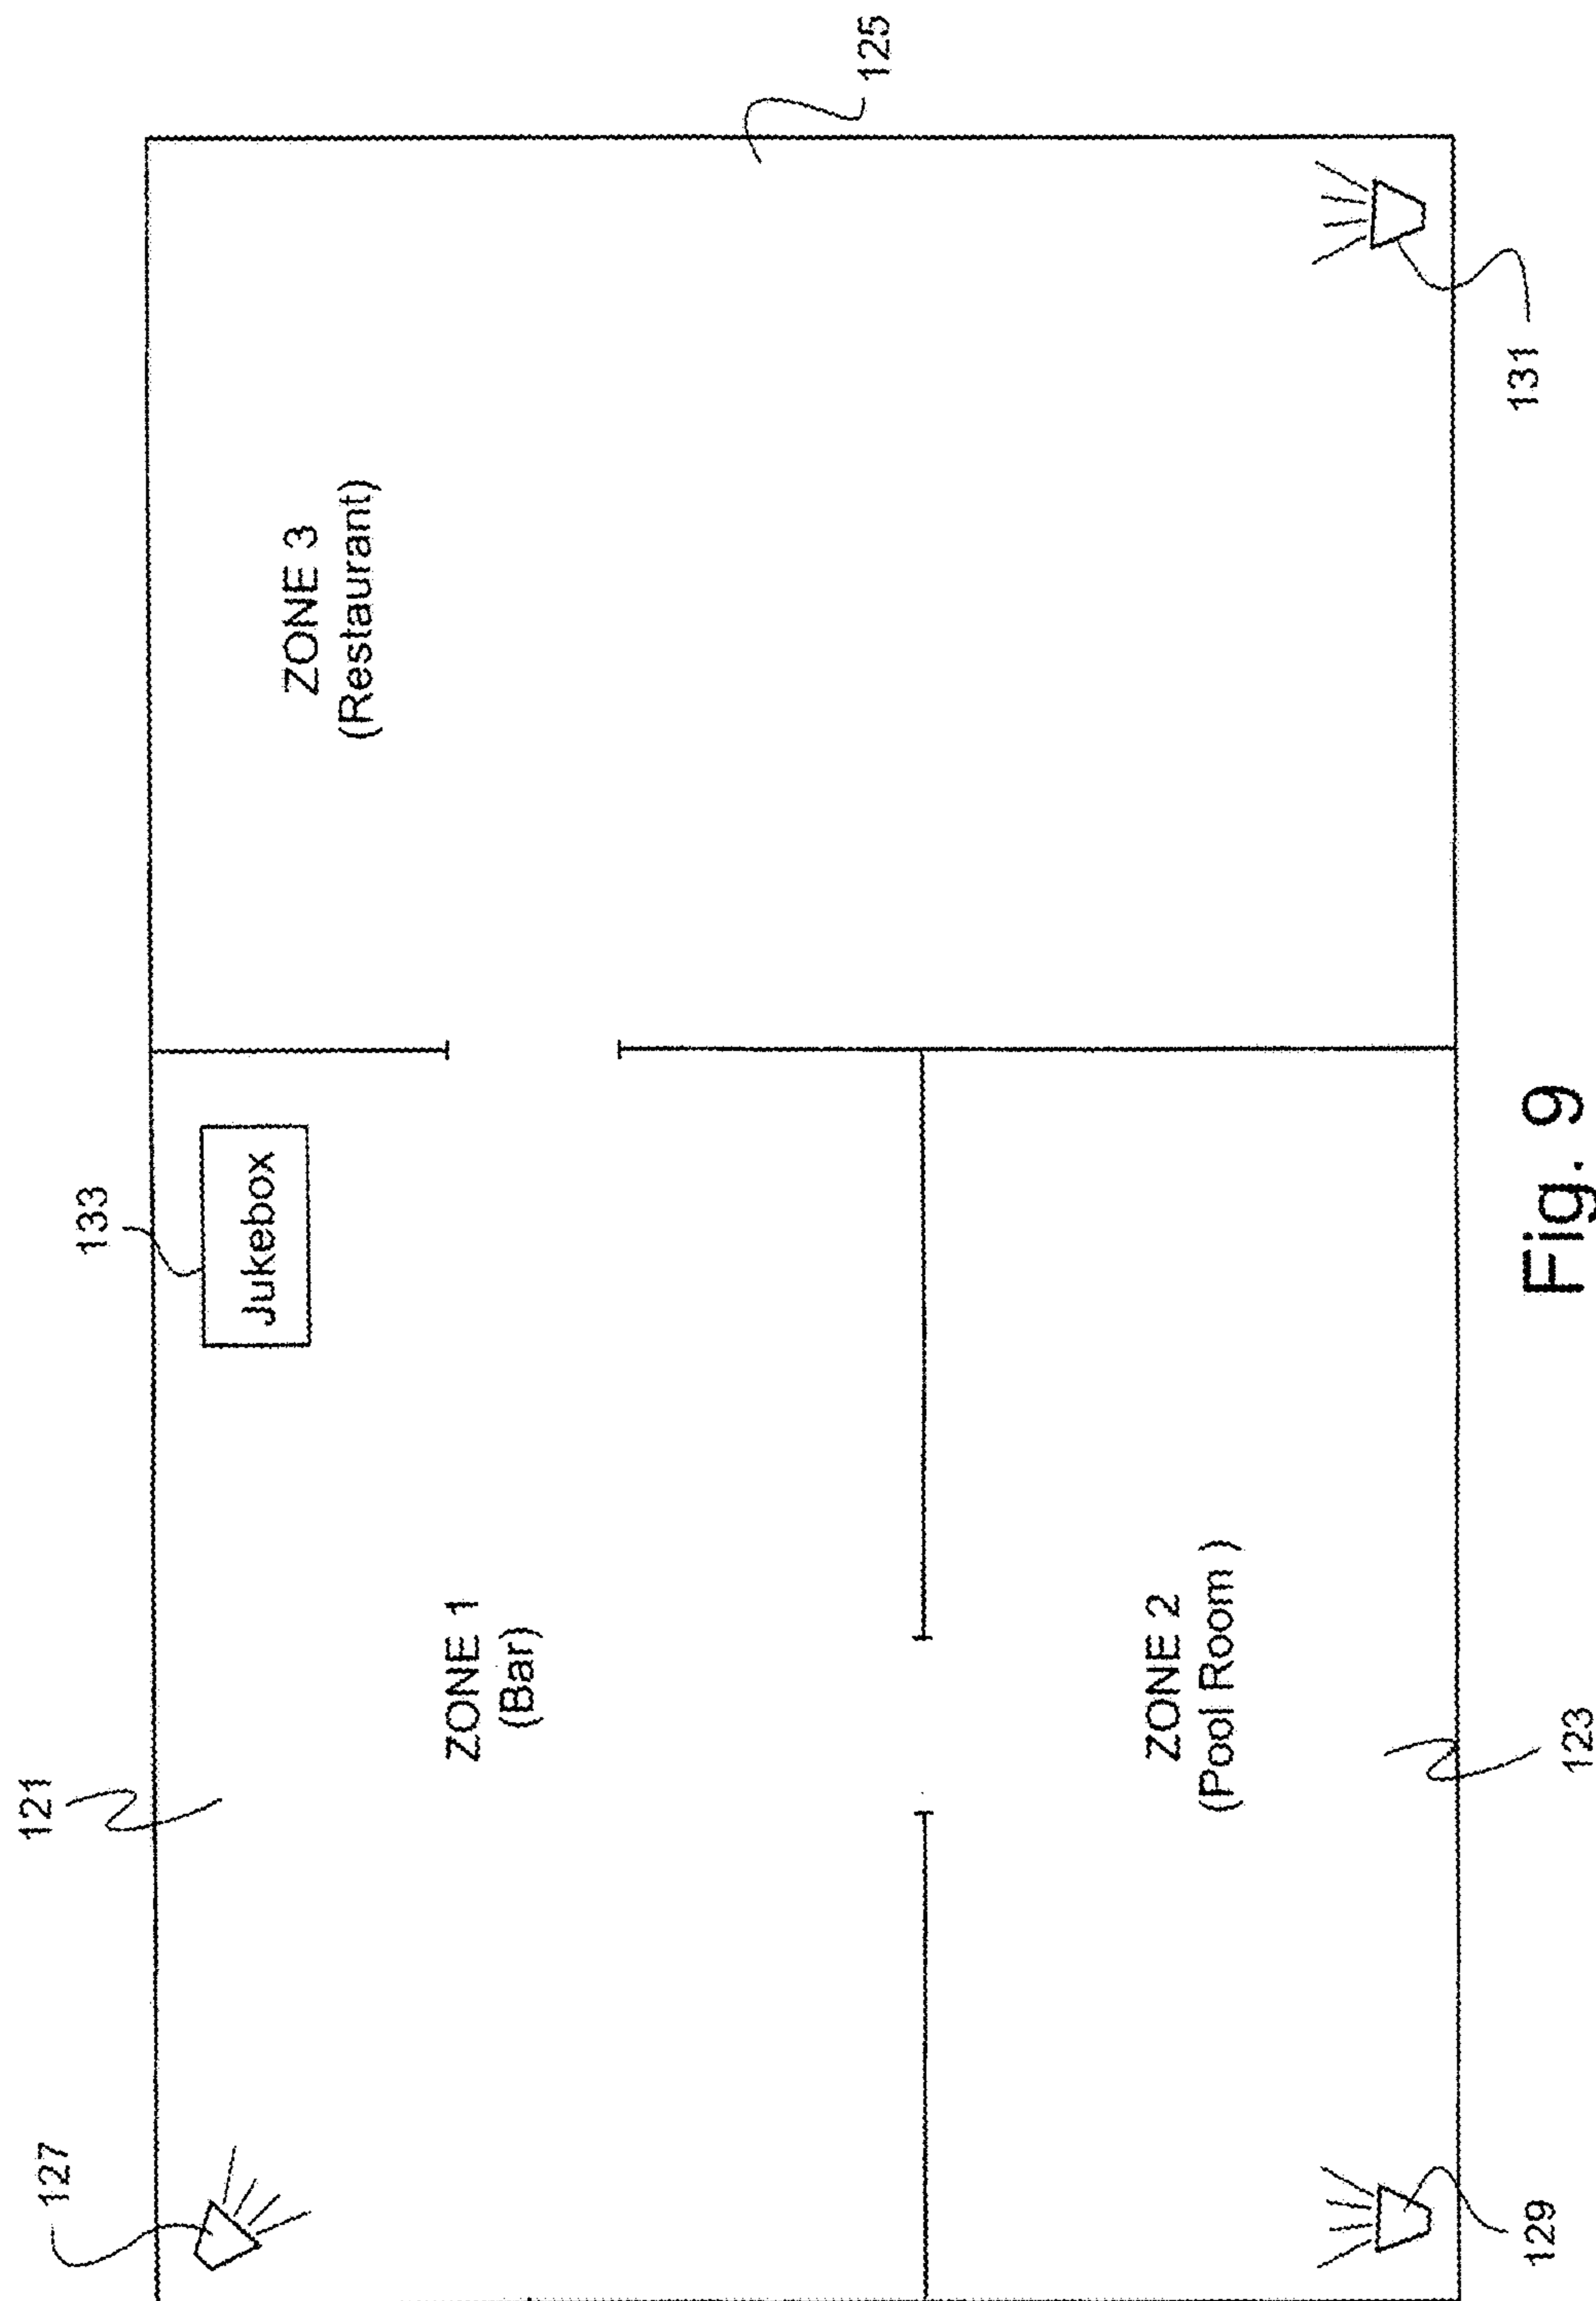 127
121
133
Jukebox
ZONE 1
(Bar)
ZONE 3
(Restaurant)
125
ZONE 2
(Pool Room )
129
123
131
Fig. 9